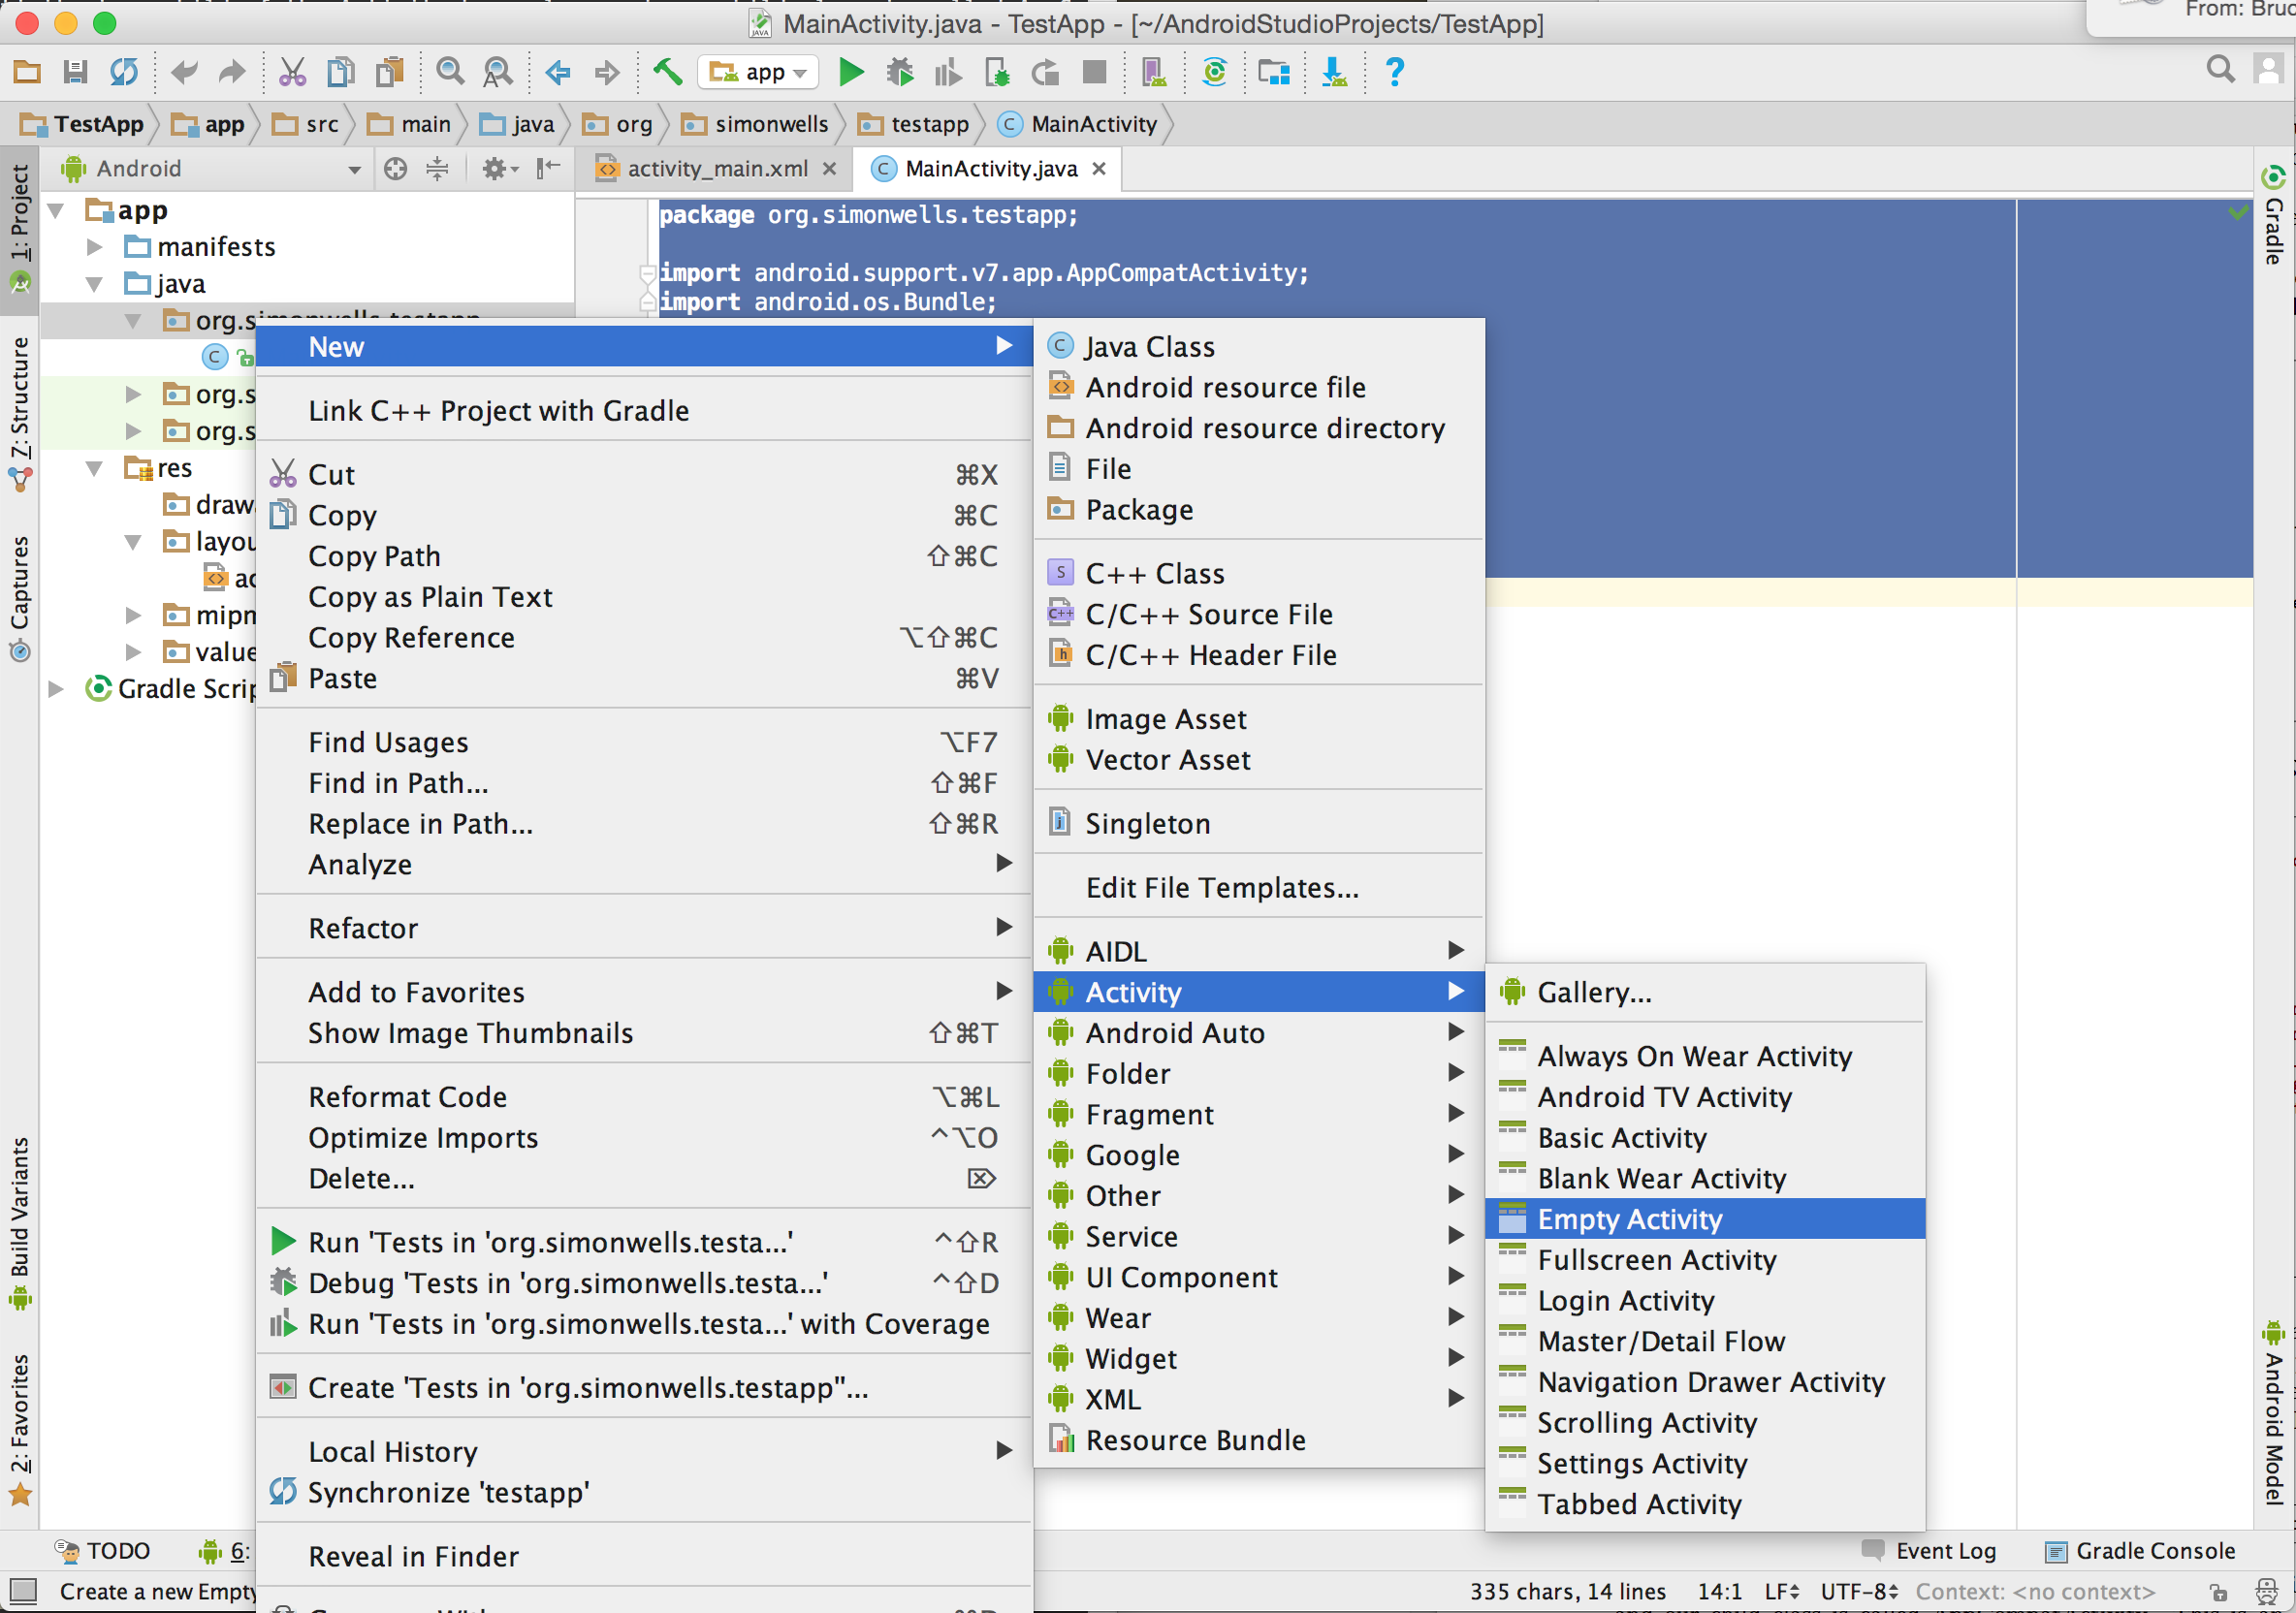 MainActivity.java - TestApp - [~/AndroidStudioProjects/TestApp]
From:
app
TestApp app src main java org simonwells testapp MainActivity
Android
activity_main.xml
MainActivity.java
1: Project
7: Structure
Captures
Build Variants
2: Favorites
app
manifests
java
org.simonwells.testapp
res
Gradle
package org.simonwells.testapp;
import android.support.v7.app.AppCompatActivity;
import android.os.Bundle;
New
Link C++ Project with Gradle
Cut ⌘X
Copy ⌘C
Copy Path ⇧⌘C
Copy as Plain Text
Copy Reference ⌥⇧⌘C
Paste ⌘V
Find Usages ⌥F7
Find in Path... ⇧⌘F
Replace in Path... ⇧⌘R
Analyze
Refactor
Add to Favorites
Show Image Thumbnails ⇧⌘T
Reformat Code ⌥⌘L
Optimize Imports ^⌥O
Delete... ⌦
Run 'Tests in 'org.simonwells.testa...' ^⇧R
Debug 'Tests in 'org.simonwells.testa...' ^⇧D
Run 'Tests in 'org.simonwells.testa...' with Coverage
Create 'Tests in 'org.simonwells.testapp''...
Local History
Synchronize 'testapp'
Reveal in Finder
Java Class
Android resource file
Android resource directory
File
Package
C++ Class
C/C++ Source File
C/C++ Header File
Image Asset
Vector Asset
Singleton
Edit File Templates...
AIDL
Activity
Android Auto
Folder
Fragment
Google
Other
Service
UI Component
Wear
Widget
XML
Resource Bundle
Gallery...
Always On Wear Activity
Android TV Activity
Basic Activity
Blank Wear Activity
Empty Activity
Fullscreen Activity
Login Activity
Master/Detail Flow
Navigation Drawer Activity
Scrolling Activity
Settings Activity
Tabbed Activity
Gradle
Android Model
TODO
6:
Event Log
Gradle Console
Create a new Empty
335 chars, 14 lines 14:1 LF UTF-8 Context: <no context>